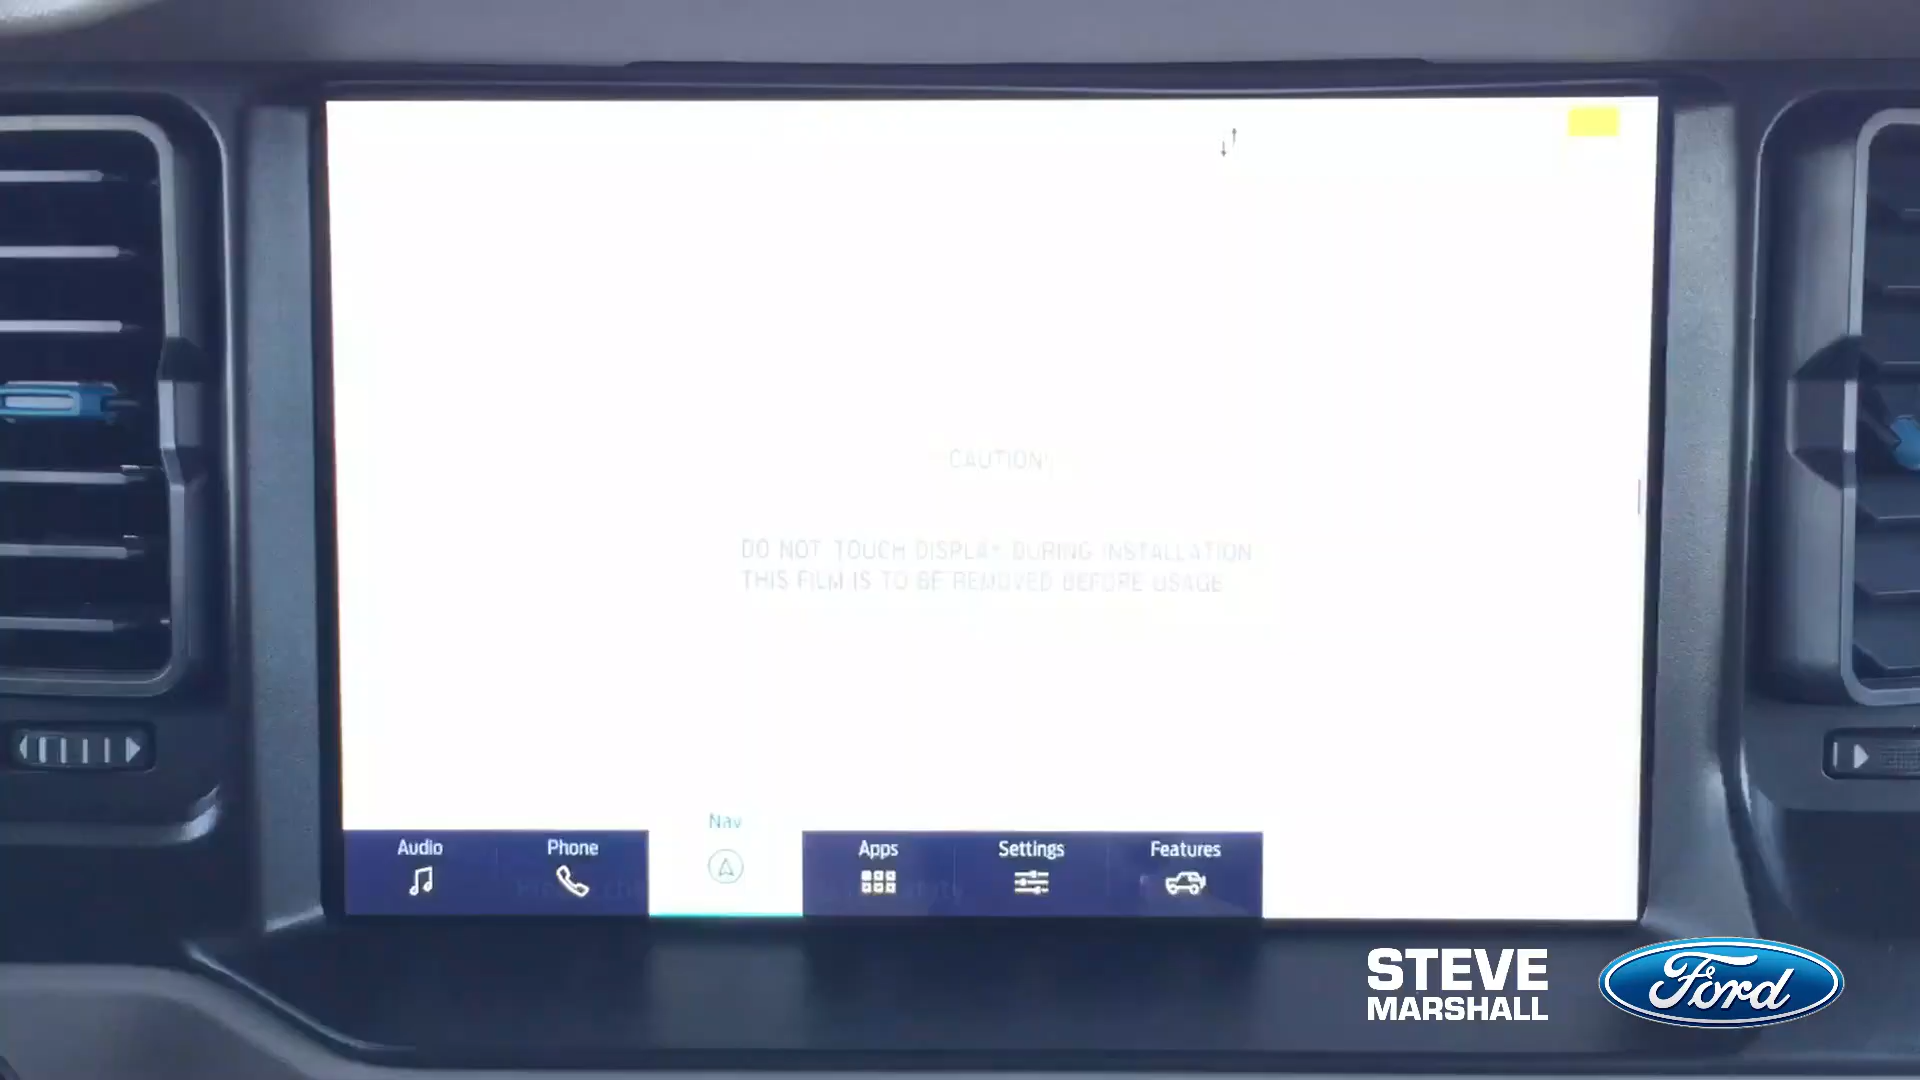 CAUTION!
DO NOT TOUCH DISPLAY DURING INSTALLATION
THIS FILM IS TO BE REMOVED BEFORE USAGE
Nav
Audio
Phone
Apps
Settings
Features
STEVE
MARSHALL
Ford